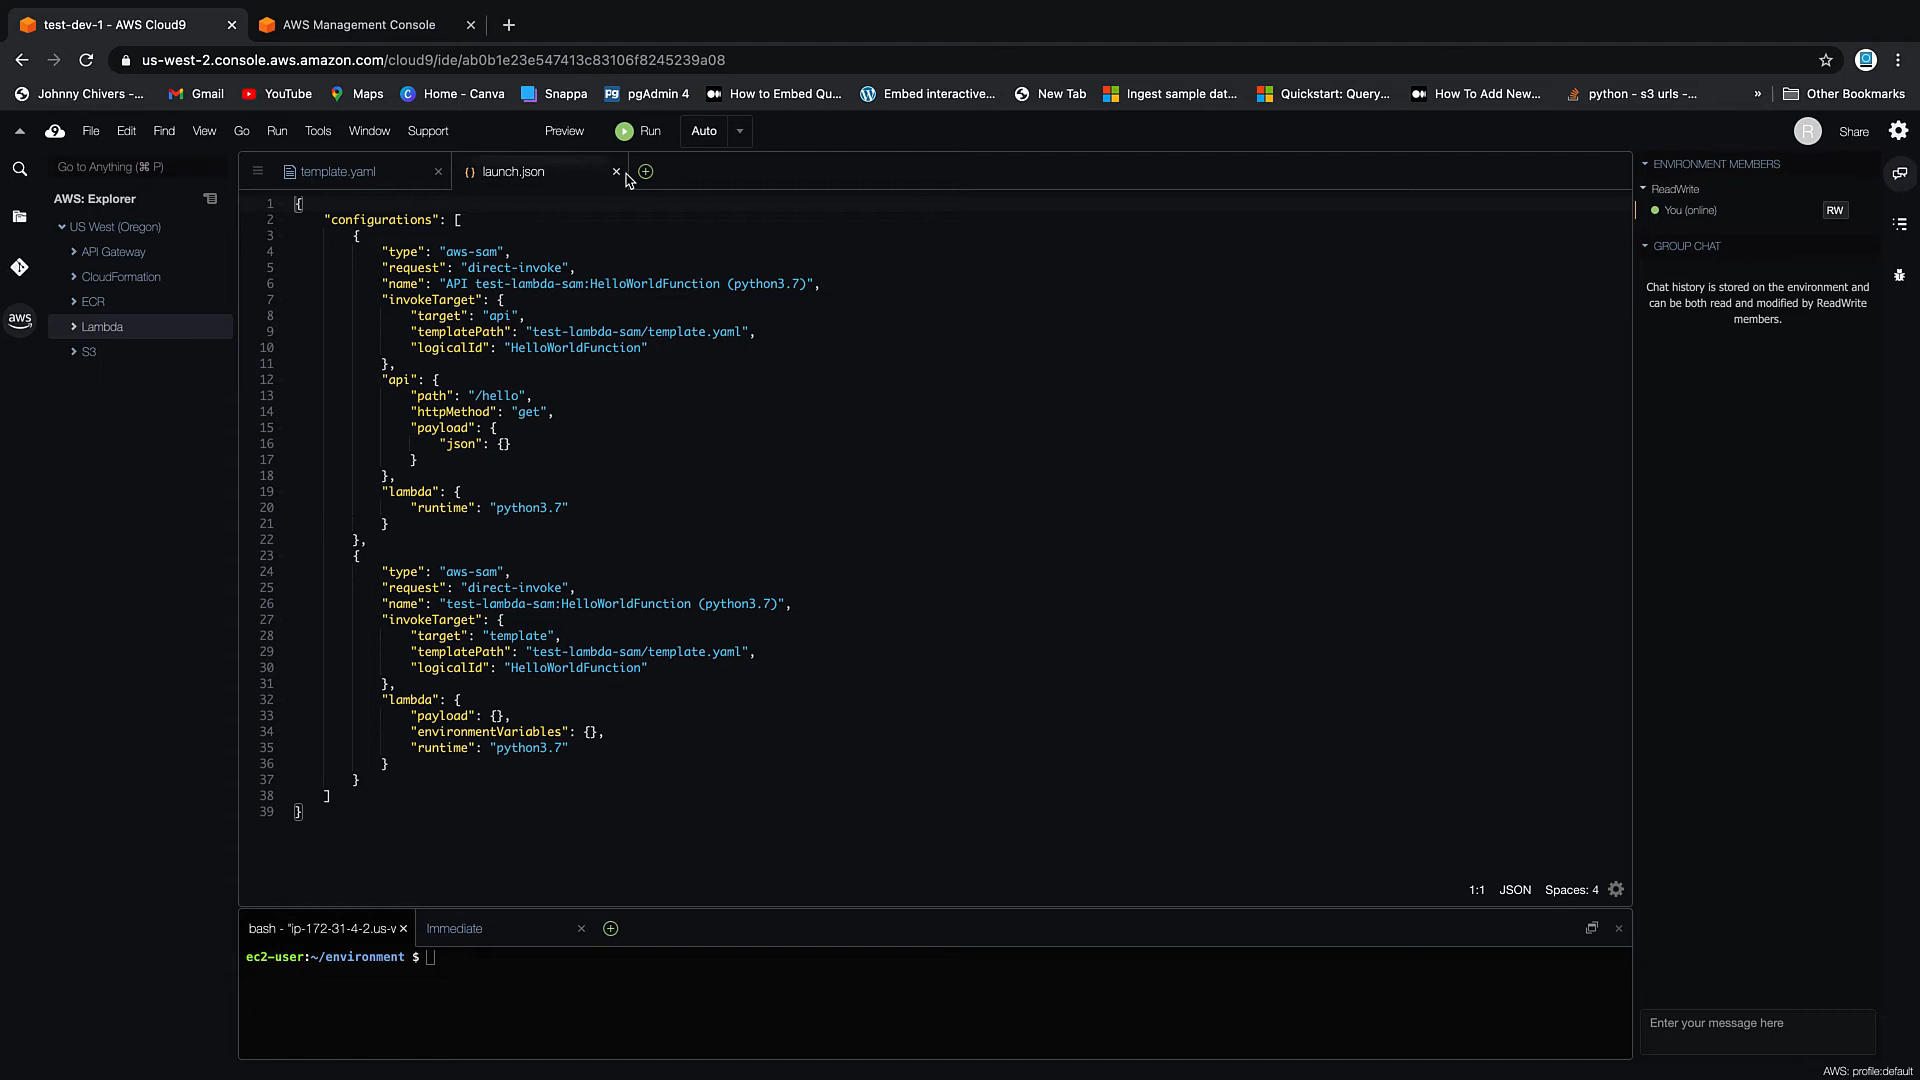 test-dev-1 - AWS Cloud9
AWS Management Console
us-west-2.console.aws.amazon.com/cloud9/ide/ab0b1e23e547413c83106f8245239a08
Johnny Chivers -...
Gmail
YouTube
Maps
Home - Canva
Snappa
pgAdmin 4
How to Embed Qu...
Embed interactive...
New Tab
Ingest sample dat...
Quickstart: Query...
How To Add New...
python - s3 urls -...
»
Other Bookmarks
9
File
Edit
Find
View
Go
Run
Tools
Window
Support
Preview
Run
Auto
R
Share
Go to Anything (⌘ P)
AWS: Explorer
US West (Oregon)
API Gateway
CloudFormation
ECR
Lambda
S3
aws
template.yaml
{} launch.json
1 {
2 "configurations": [
3 {
4 "type": "aws-sam",
5 "request": "direct-invoke",
6 "name": "API test-lambda-sam:HelloWorldFunction (python3.7)",
7 "invokeTarget": {
8 "target": "api",
9 "templatePath": "test-lambda-sam/template.yaml",
10 "logicalId": "HelloWorldFunction"
11 },
12 "api": {
13 "path": "/hello",
14 "httpMethod": "get",
15 "payload": {
16 "json": {}
17 }
18 },
19 "lambda": {
20 "runtime": "python3.7"
21 }
22 },
23 {
24 "type": "aws-sam",
25 "request": "direct-invoke",
26 "name": "test-lambda-sam:HelloWorldFunction (python3.7)",
27 "invokeTarget": {
28 "target": "template",
29 "templatePath": "test-lambda-sam/template.yaml",
30 "logicalId": "HelloWorldFunction"
31 },
32 "lambda": {
33 "payload": {},
34 "environmentVariables": {},
35 "runtime": "python3.7"
36 }
37 }
38 ]
39 }
1:1 JSON Spaces: 4
bash - "ip-172-31-4-2.us-w
Immediate
ec2-user:~/environment $
ENVIRONMENT MEMBERS
ReadWrite
You (online)
RW
GROUP CHAT
Chat history is stored on the environment and
can be both read and modified by ReadWrite
members.
Enter your message here
AWS: profile:default